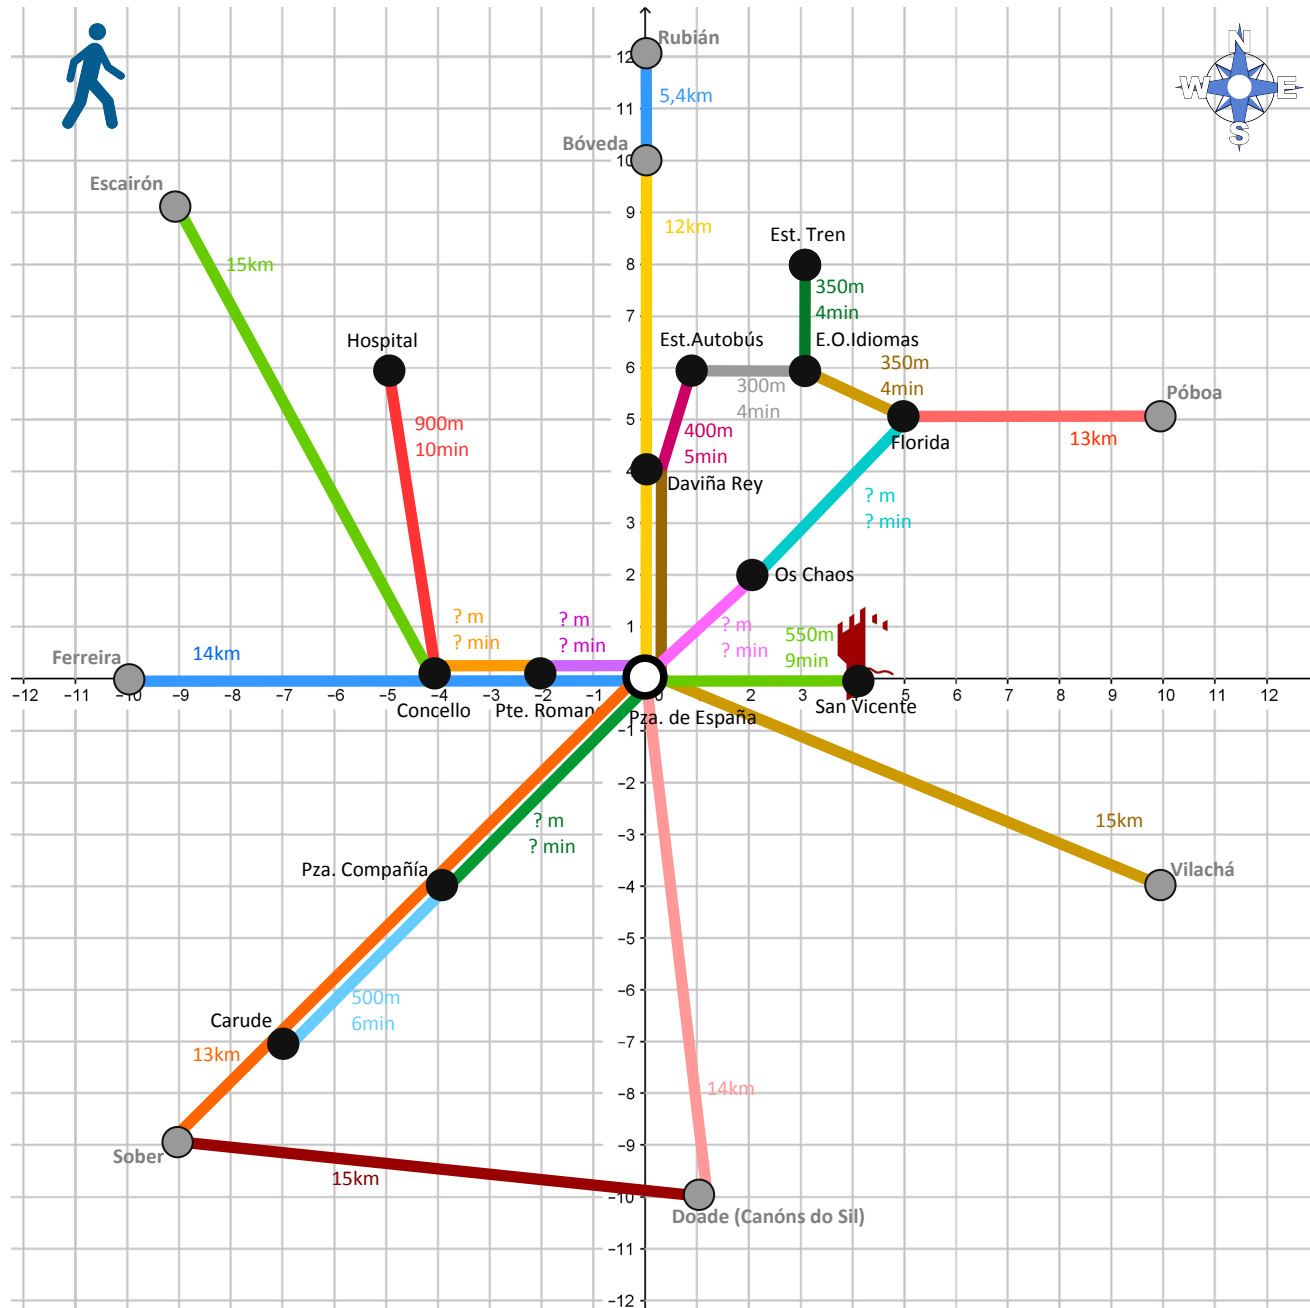 Rubián
N
W
E
S
12
5,4km
11
Bóveda
10
Escairón
9
12km
15km
Est. Tren
8
350m
4min
7
Hospital
Est.Autobús
E.O.Idiomas
6
350m
4min
300m
4min
Póboa
900m
10min
5
400m
5min
Florida
13km
4
Daviña Rey
? m
? min
3
2
Os Chaos
? m
? min
? m
? min
1
? m
? min
550m
9min
Ferreira
14km
−12
−11
−10
−9
−8
−7
−6
−5
−4
−3
−2
−1
0
1
2
3
4
5
6
7
8
9
10
11
12
Concello
Pte. Romano
Pza. de España
San Vicente
−1
−2
? m
? min
15km
−3
Pza. Compañía
Vilachá
−4
−5
500m
6min
−6
Carude
13km
−7
14km
−8
Sober
−9
15km
−10
Doade (Canóns do Sil)
−11
−12